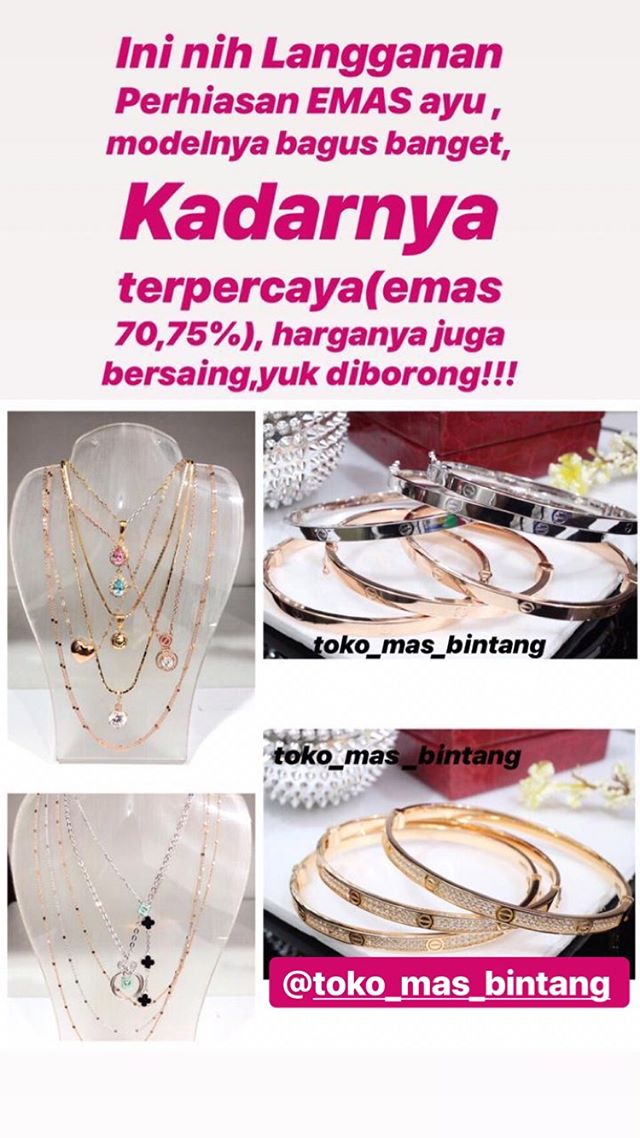 Ini nih Langganan
Perhiasan EMAS ayu ,
modelnya bagus banget,
Kadarnya
terpercaya(emas
70,75%), harganya juga
bersaing,yuk diborong!!!
toko_mas_bintang
toko_mas_bintang
@toko_mas_bintang